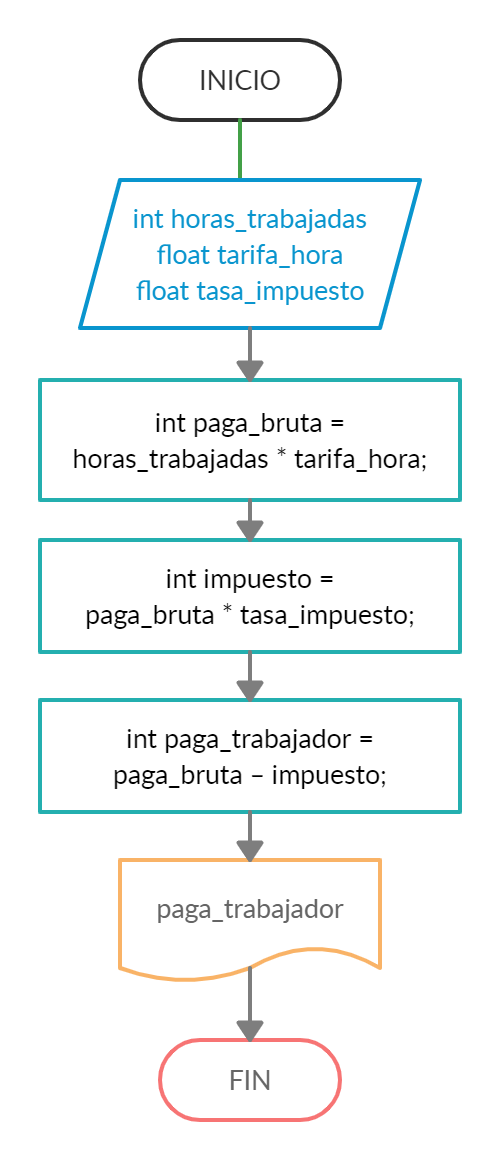 INICIO
int horas_trabajadas
float tarifa_hora
float tasa_impuesto
int paga_bruta =
horas_trabajadas * tarifa_hora;
int impuesto =
paga_bruta * tasa_impuesto;
int paga_trabajador =
paga_bruta – impuesto;
paga_trabajador
FIN